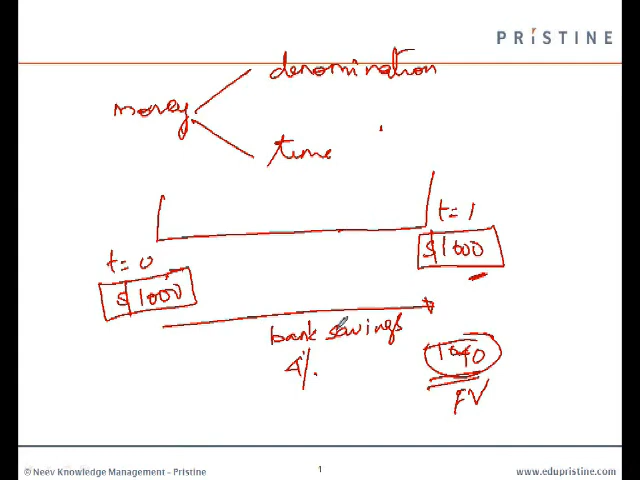 PRÍSTINE
denomination
money
time
t=1
$1000
t=0
$1000
bank savings
4%.
1040
FV
© Neev Knowledge Management – Pristine
1
www.edupristine.com